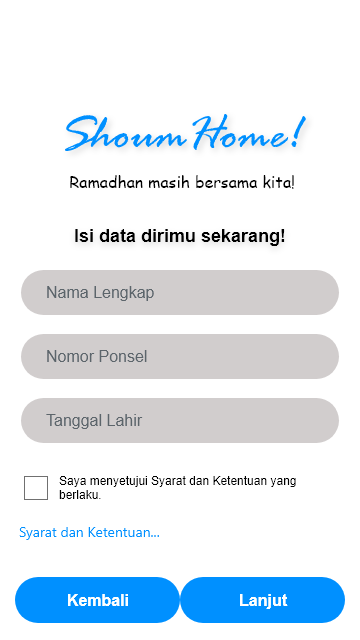 Shoum Home!
Ramadhan masih bersama kita!
Isi data dirimu sekarang!
Nama Lengkap
Nomor Ponsel
Tanggal Lahir
Saya menyetujui Syarat dan Ketentuan yang
berlaku.
Syarat dan Ketentuan...
Kembali
Lanjut